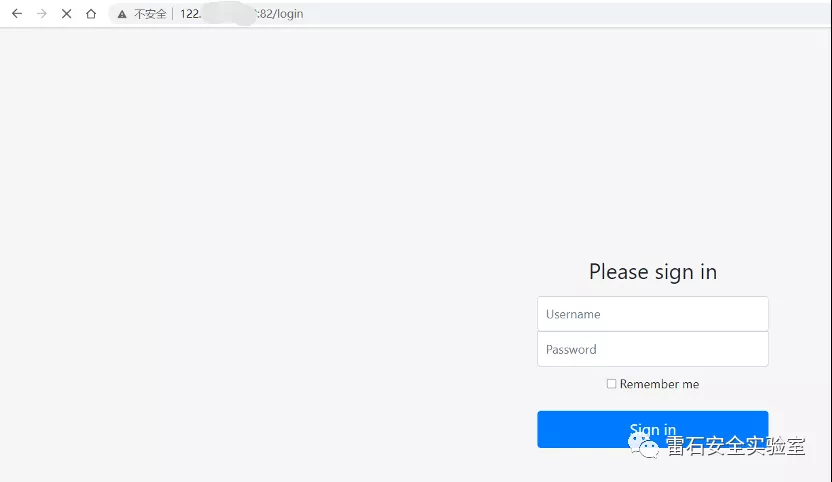 不安全 122. :82/login
Please sign in
Username
Password
Remember me
Sign in
雷石安全实验室